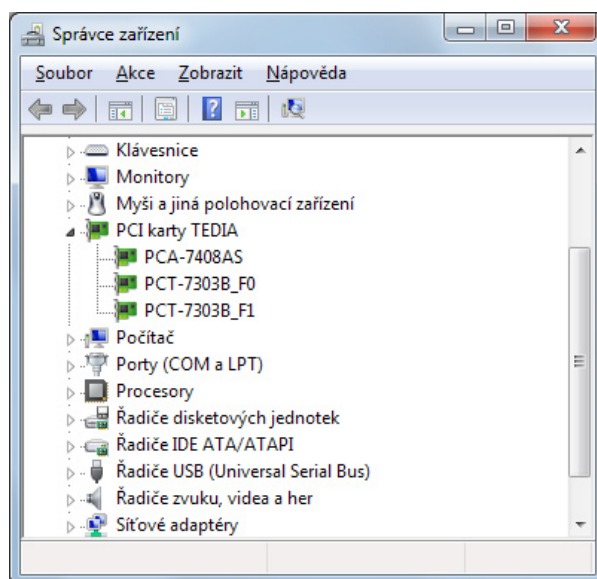 Správce zařízení
Soubor Akce Zobrazit Nápověda
Klávesnice
Monitory
Myši a jiná polohovací zařízení
PCI karty TEDIA
PCA-7408AS
PCT-7303B_F0
PCT-7303B_F1
Počítač
Porty (COM a LPT)
Procesory
Řadiče disketových jednotek
Řadiče IDE ATA/ATAPI
Řadiče USB (Universal Serial Bus)
Řadiče zvuku, videa a her
Síťové adaptéry